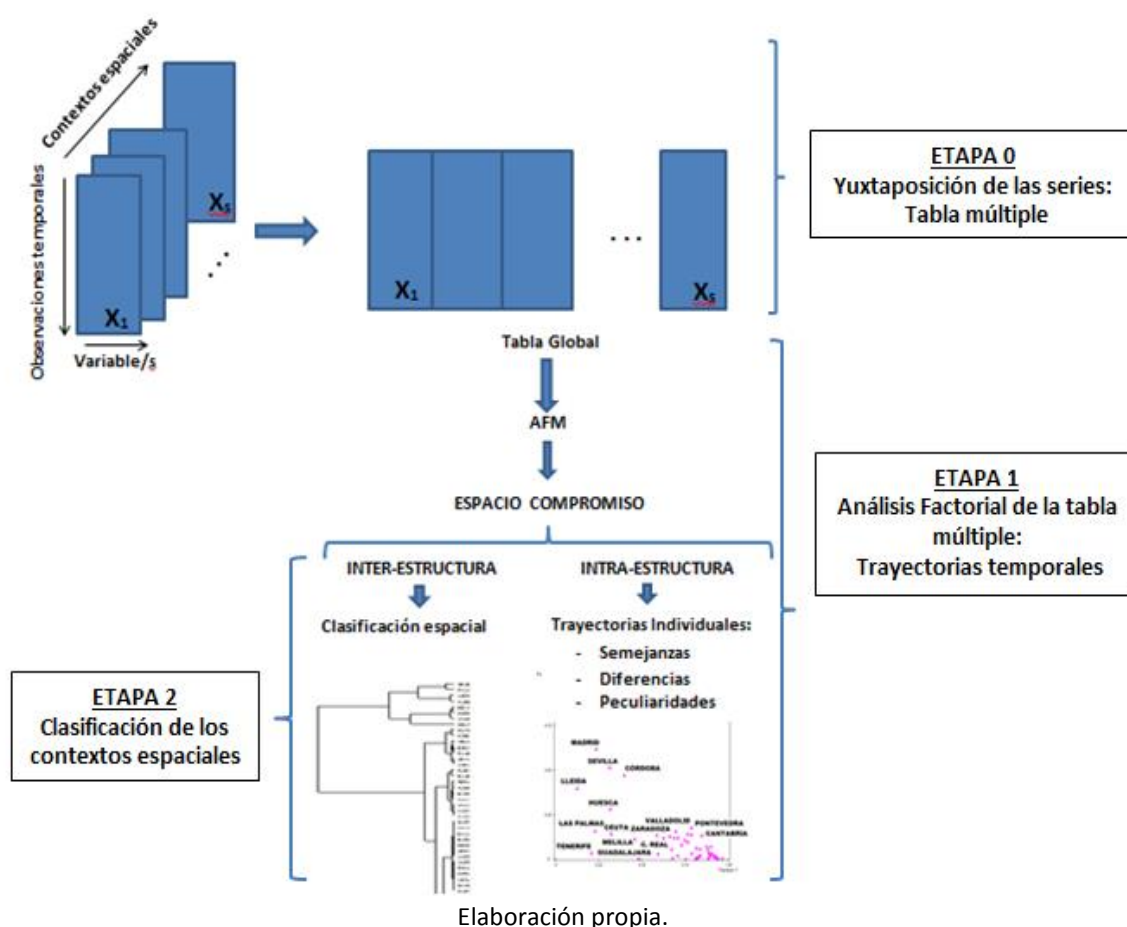 Contextos espaciales
Observaciones temporales
Xs
X1
Variable/s
X1
...
Xs
ETAPA 0
Yuxtaposición de las series:
Tabla múltiple
Tabla Global
AFM
ESPACIO COMPROMISO
ETAPA 1
Análisis Factorial de la tabla
múltiple:
Trayectorias temporales
INTER-ESTRUCTURA
INTRA-ESTRUCTURA
Clasificación espacial
Trayectorias Individuales:
- Semejanzas
- Diferencias
- Peculiaridades
ETAPA 2
Clasificación de los
contextos espaciales
MADRID
SEVILLA
CÓRDOBA
LLEIDA
HUESCA
LAS PALMAS
CEUTA
ZARAGOZA
VALLADOLID
PONTEVEDRA
CANTABRIA
TENERIFE
MELILLA
C. REAL
GUADALAJARA
Elaboración propia.